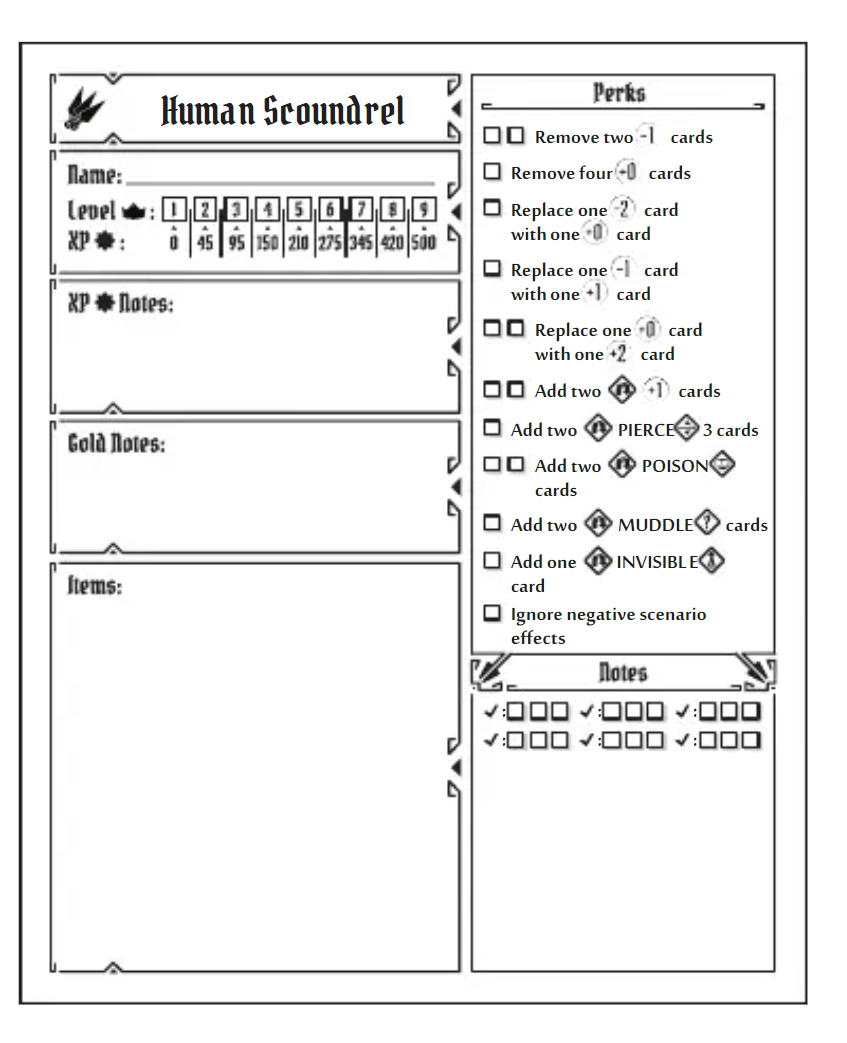 Human Scoundrel
Name:
Level : 1 2 3 4 5 6 7 8 9
XP : 0 45 95 150 210 275 345 420 500
XP Notes:
Gold Notes:
Items:
Perks
Remove two -1 cards
Remove four +0 cards
Replace one -2 card
with one +0 card
Replace one -1 card
with one +1 card
Replace one +0 card
with one +2 card
Add two +1 cards
Add two PIERCE 3 cards
Add two POISON
cards
Add two MUDDLE ? cards
Add one INVISIBLE
card
Ignore negative scenario
effects
Notes
✓: ✓: ✓:
✓: ✓: ✓: